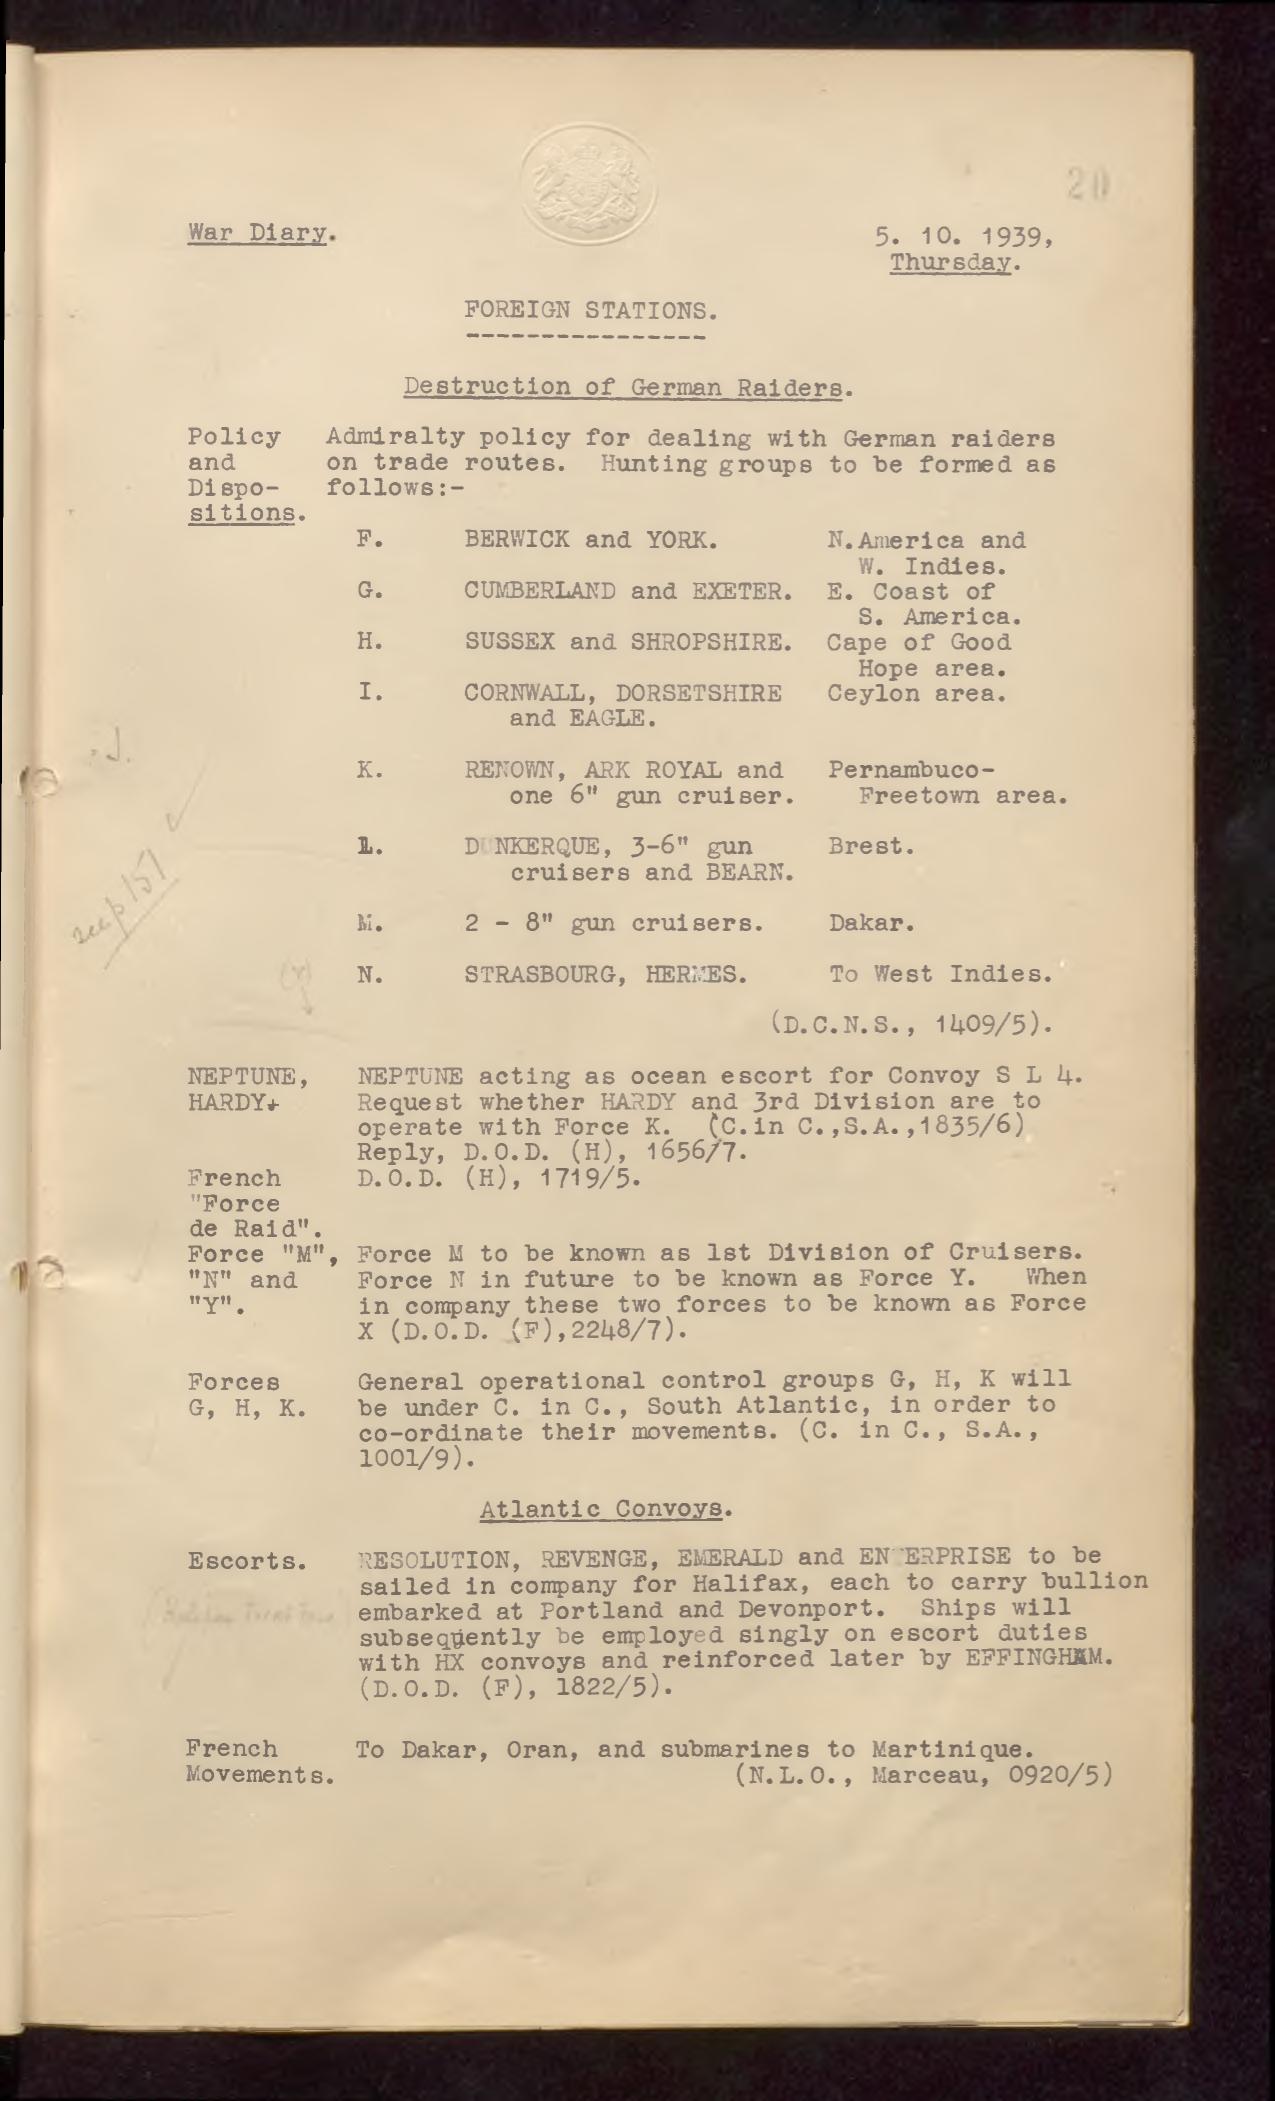 20
War Diary. 5. 10. 1939,
Thursday.
FOREIGN STATIONS.
----------------
Destruction of German Raiders.
Policy Admiralty policy for dealing with German raiders
and on trade routes. Hunting groups to be formed as
Dispo- follows:-
sitions.
F. BERWICK and YORK. N.America and
W. Indies.
G. CUMBERLAND and EXETER. E. Coast of
S. America.
H. SUSSEX and SHROPSHIRE. Cape of Good
Hope area.
I. CORNWALL, DORSETSHIRE Ceylon area.
and EAGLE.
J.
K. RENOWN, ARK ROYAL and Pernambuco-
one 6" gun cruiser. Freetown area.
L. DUNKERQUE, 3-6" gun Brest.
cruisers and BEARN.
see p 151
M. 2 - 8" gun cruisers. Dakar.
(Y)
N. STRASBOURG, HERMES. To West Indies.
(D.C.N.S., 1409/5).
NEPTUNE, NEPTUNE acting as ocean escort for Convoy S L 4.
HARDY+ Request whether HARDY and 3rd Division are to
operate with Force K. (C.in C.,S.A.,1835/6)
Reply, D.O.D. (H), 1656/7.
French D.O.D. (H), 1719/5.
"Force
de Raid".
Force "M", Force M to be known as 1st Division of Cruisers.
"N" and Force N in future to be known as Force Y. When
"Y". in company these two forces to be known as Force
X (D.O.D. (F),2248/7).
Forces General operational control groups G, H, K will
G, H, K. be under C. in C., South Atlantic, in order to
co-ordinate their movements. (C. in C., S.A.,
1001/9).
Atlantic Convoys.
Escorts. RESOLUTION, REVENGE, EMERALD and ENTERPRISE to be
sailed in company for Halifax, each to carry bullion
embarked at Portland and Devonport. Ships will
subsequently be employed singly on escort duties
with HX convoys and reinforced later by EFFINGHAM.
(D.O.D. (F), 1822/5).
French To Dakar, Oran, and submarines to Martinique.
Movements. (N.L.O., Marceau, 0920/5)